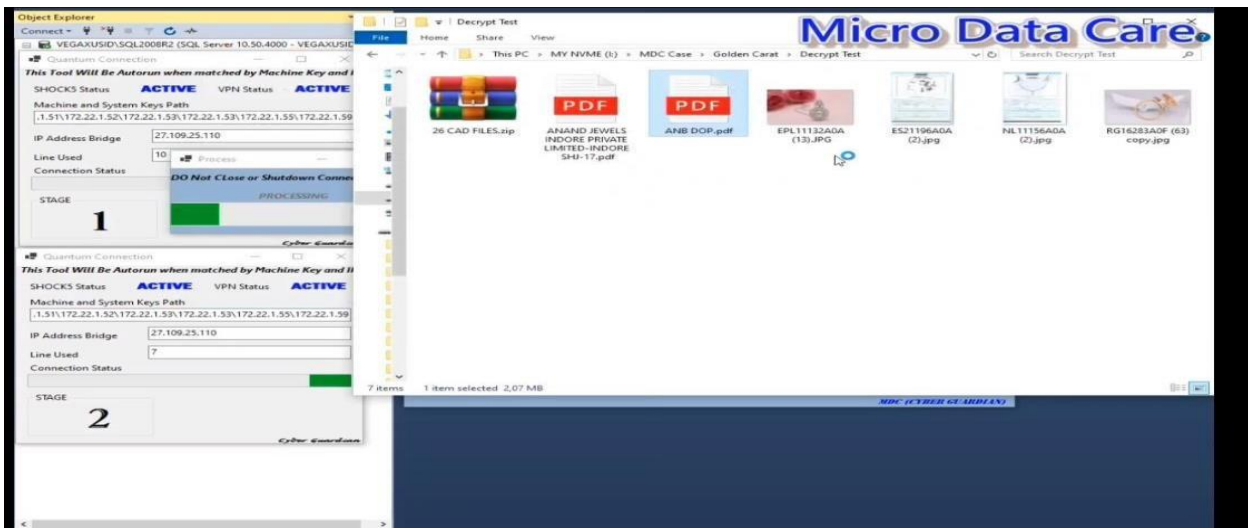 Object Explorer
Connect
VEGAXUSID\SQL2008R2 (SQL Server 10.50.4000 - VEGAXUSID
Quantum Connection
This Tool Will Be Autorun when matched by Machine Key and I
SHOCK5 Status ACTIVE VPN Status ACTIVE
Machine and System Keys Path
.1.51\172.22.1.52\172.22.1.53\172.22.1.53\172.22.1.55\172.22.1.59
IP Address Bridge 27.109.25.110
Line Used 10
Connection Status
Process
DO Not CLose or Shutdown Conne
PROCESSING
STAGE
1
Cyber Guardia
Quantum Connection
This Tool Will Be Autorun when matched by Machine Key and I
SHOCK5 Status ACTIVE VPN Status ACTIVE
Machine and System Keys Path
.1.51\172.22.1.52\172.22.1.53\172.22.1.53\172.22.1.55\172.22.1.59
IP Address Bridge 27.109.25.110
Line Used 7
Connection Status
STAGE
2
Cyber Guardian
Decrypt Test
Micro Data Care
File Home Share View
This PC > MY NVME (I:) > MDC Case > Golden Carat > Decrypt Test
Search Decrypt Test
PDF
PDF
26 CAD FILES.zip
ANAND JEWELS
INDORE PRIVATE
LIMITED-INDORE
SHJ-17.pdf
ANB DOP.pdf
EPL11132A0A
(13).JPG
ES21196A0A
(2).jpg
NL11156A0A
(2).jpg
RG16283A0F (63)
copy.jpg
7 items 1 item selected 2,07 MB
MDC (CYBER GUARDIAN)